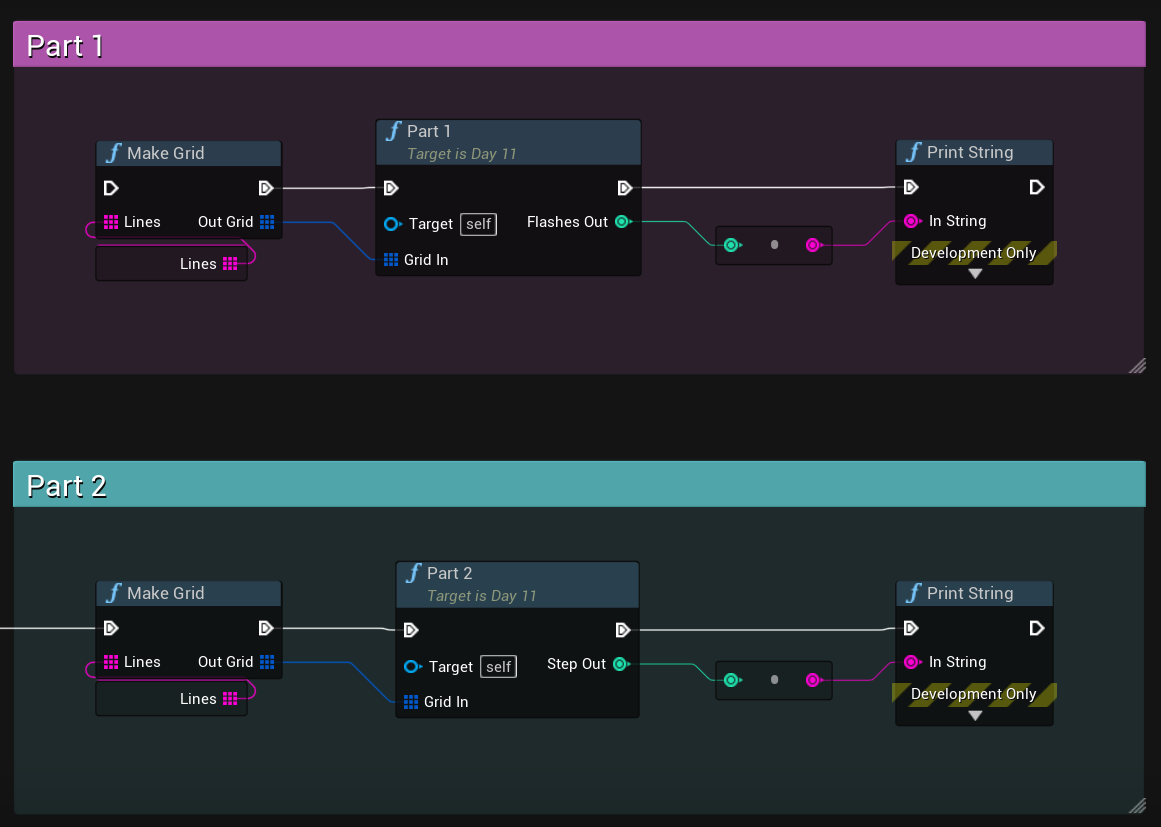 Part 1
ƒ Make Grid
Lines
Out Grid
Lines
ƒ Part 1
Target is Day 11
Target self
Flashes Out
Grid In
ƒ Print String
In String
Development Only
Part 2
ƒ Make Grid
Lines
Out Grid
Lines
ƒ Part 2
Target is Day 11
Target self
Step Out
Grid In
ƒ Print String
In String
Development Only